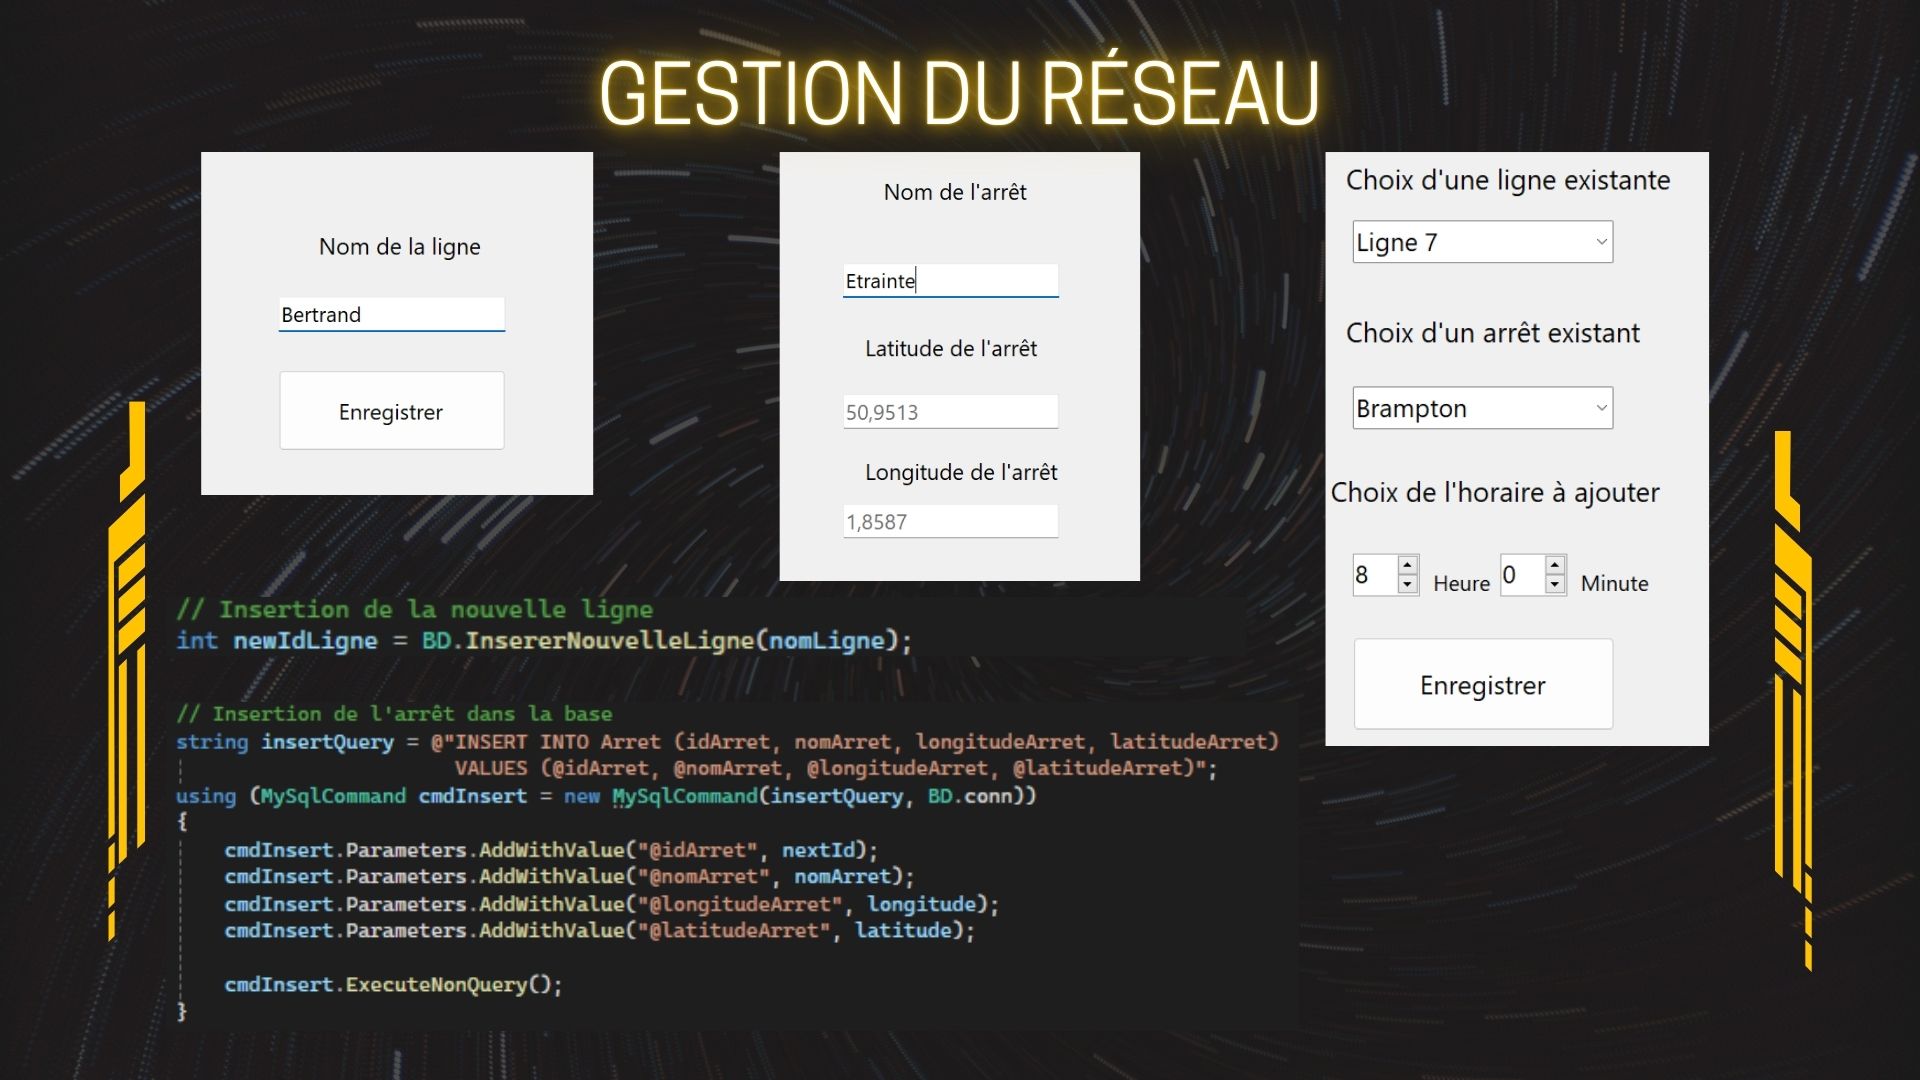 GESTION DU RÉSEAU
Nom de la ligne
Bertrand
Enregistrer
Nom de l'arrêt
Etrainte
Latitude de l'arrêt
50,9513
Longitude de l'arrêt
1,8587
Choix d'une ligne existante
Ligne 7
Choix d'un arrêt existant
Brampton
Choix de l'horaire à ajouter
8 Heure 0 Minute
Enregistrer
// Insertion de la nouvelle ligne
int newIdLigne = BD.InsererNouvelleLigne(nomLigne);
// Insertion de l'arrêt dans la base
string insertQuery = @"INSERT INTO Arret (idArret, nomArret, longitudeArret, latitudeArret)
VALUES (@idArret, @nomArret, @longitudeArret, @latitudeArret)";
using (MySqlCommand cmdInsert = new MySqlCommand(insertQuery, BD.conn))
{
cmdInsert.Parameters.AddWithValue("@idArret", nextId);
cmdInsert.Parameters.AddWithValue("@nomArret", nomArret);
cmdInsert.Parameters.AddWithValue("@longitudeArret", longitude);
cmdInsert.Parameters.AddWithValue("@latitudeArret", latitude);
cmdInsert.ExecuteNonQuery();
}